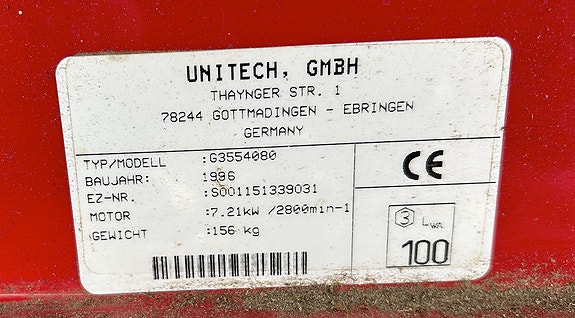 UNITECH, GMBH
THAYNGER STR. 1
78244 GOTTMADINGEN - EBRINGEN
GERMANY
TYP/MODELL :G3554080
BAUJAHR: 1996
EZ-NR. :S001151339031
MOTOR :7.21kW /2800min-1
GEWICHT :156 kg
CE
3 LWA
100